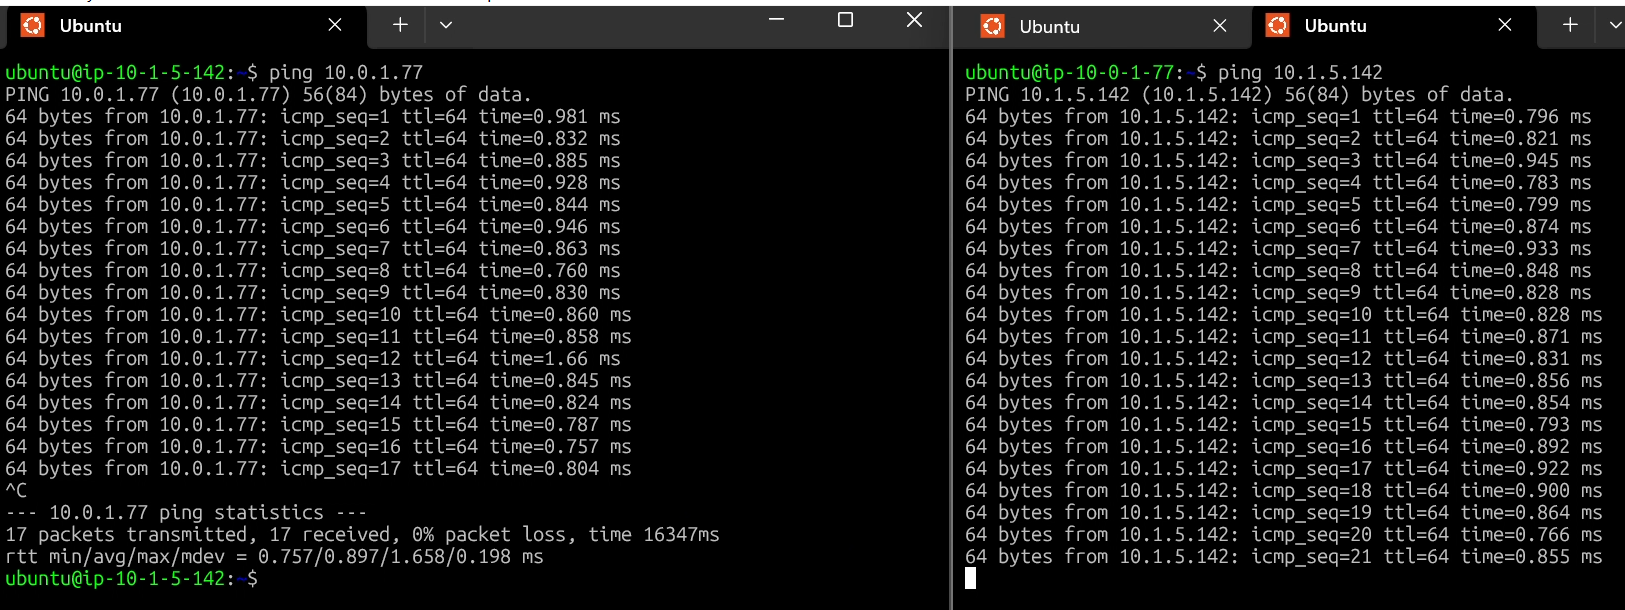 Ubuntu
ubuntu@ip-10-1-5-142:~$ ping 10.0.1.77
PING 10.0.1.77 (10.0.1.77) 56(84) bytes of data.
64 bytes from 10.0.1.77: icmp_seq=1 ttl=64 time=0.981 ms
64 bytes from 10.0.1.77: icmp_seq=2 ttl=64 time=0.832 ms
64 bytes from 10.0.1.77: icmp_seq=3 ttl=64 time=0.885 ms
64 bytes from 10.0.1.77: icmp_seq=4 ttl=64 time=0.928 ms
64 bytes from 10.0.1.77: icmp_seq=5 ttl=64 time=0.844 ms
64 bytes from 10.0.1.77: icmp_seq=6 ttl=64 time=0.946 ms
64 bytes from 10.0.1.77: icmp_seq=7 ttl=64 time=0.863 ms
64 bytes from 10.0.1.77: icmp_seq=8 ttl=64 time=0.760 ms
64 bytes from 10.0.1.77: icmp_seq=9 ttl=64 time=0.830 ms
64 bytes from 10.0.1.77: icmp_seq=10 ttl=64 time=0.860 ms
64 bytes from 10.0.1.77: icmp_seq=11 ttl=64 time=0.858 ms
64 bytes from 10.0.1.77: icmp_seq=12 ttl=64 time=1.66 ms
64 bytes from 10.0.1.77: icmp_seq=13 ttl=64 time=0.845 ms
64 bytes from 10.0.1.77: icmp_seq=14 ttl=64 time=0.824 ms
64 bytes from 10.0.1.77: icmp_seq=15 ttl=64 time=0.787 ms
64 bytes from 10.0.1.77: icmp_seq=16 ttl=64 time=0.757 ms
64 bytes from 10.0.1.77: icmp_seq=17 ttl=64 time=0.804 ms
^C
--- 10.0.1.77 ping statistics ---
17 packets transmitted, 17 received, 0% packet loss, time 16347ms
rtt min/avg/max/mdev = 0.757/0.897/1.658/0.198 ms
ubuntu@ip-10-1-5-142:~$
Ubuntu
Ubuntu
ubuntu@ip-10-0-1-77:~$ ping 10.1.5.142
PING 10.1.5.142 (10.1.5.142) 56(84) bytes of data.
64 bytes from 10.1.5.142: icmp_seq=1 ttl=64 time=0.796 ms
64 bytes from 10.1.5.142: icmp_seq=2 ttl=64 time=0.821 ms
64 bytes from 10.1.5.142: icmp_seq=3 ttl=64 time=0.945 ms
64 bytes from 10.1.5.142: icmp_seq=4 ttl=64 time=0.783 ms
64 bytes from 10.1.5.142: icmp_seq=5 ttl=64 time=0.799 ms
64 bytes from 10.1.5.142: icmp_seq=6 ttl=64 time=0.874 ms
64 bytes from 10.1.5.142: icmp_seq=7 ttl=64 time=0.933 ms
64 bytes from 10.1.5.142: icmp_seq=8 ttl=64 time=0.848 ms
64 bytes from 10.1.5.142: icmp_seq=9 ttl=64 time=0.828 ms
64 bytes from 10.1.5.142: icmp_seq=10 ttl=64 time=0.828 ms
64 bytes from 10.1.5.142: icmp_seq=11 ttl=64 time=0.871 ms
64 bytes from 10.1.5.142: icmp_seq=12 ttl=64 time=0.831 ms
64 bytes from 10.1.5.142: icmp_seq=13 ttl=64 time=0.856 ms
64 bytes from 10.1.5.142: icmp_seq=14 ttl=64 time=0.854 ms
64 bytes from 10.1.5.142: icmp_seq=15 ttl=64 time=0.793 ms
64 bytes from 10.1.5.142: icmp_seq=16 ttl=64 time=0.892 ms
64 bytes from 10.1.5.142: icmp_seq=17 ttl=64 time=0.922 ms
64 bytes from 10.1.5.142: icmp_seq=18 ttl=64 time=0.900 ms
64 bytes from 10.1.5.142: icmp_seq=19 ttl=64 time=0.864 ms
64 bytes from 10.1.5.142: icmp_seq=20 ttl=64 time=0.766 ms
64 bytes from 10.1.5.142: icmp_seq=21 ttl=64 time=0.855 ms